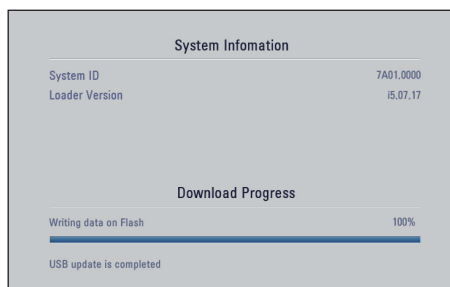 System Infomation
System ID 7A01.0000
Loader Version i5.07.17
Download Progress
Writing data on Flash 100%
USB update is completed